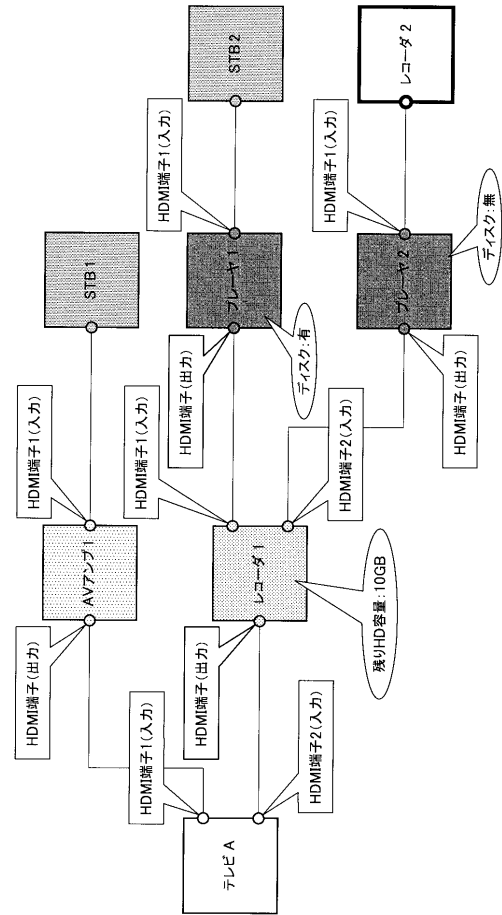 テレビA
HDMI端子1(入力)
HDMI端子2(入力)
HDMI端子(出力)
AVアンプ1
HDMI端子1(入力)
STB1
HDMI端子(出力)
レコーダ1
残りHD容量:10GB
HDMI端子1(入力)
HDMI端子2(入力)
HDMI端子(出力)
プレーヤ1
ディスク:有
HDMI端子1(入力)
STB2
HDMI端子(出力)
プレーヤ2
ディスク:無
HDMI端子1(入力)
レコーダ2